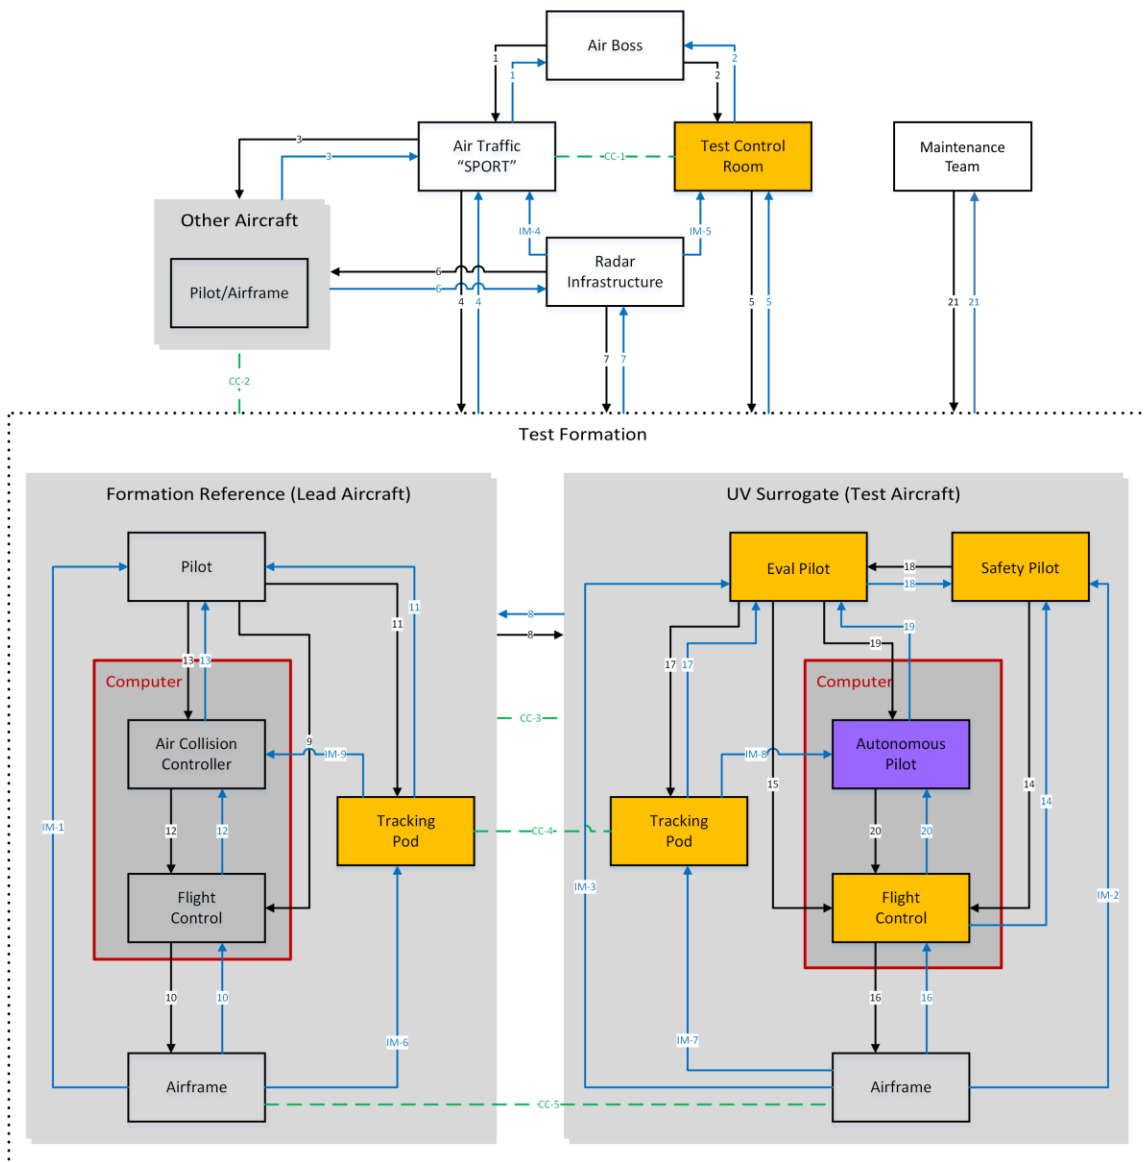 Air Boss
1
1
2
2
Air Traffic
“SPORT”
CC-1
Test Control
Room
Maintenance
Team
3
3
Other Aircraft
Pilot/Airframe
IM-4
IM-5
Radar
Infrastructure
6
6
4
4
5
5
21
21
7
7
CC-2
Test Formation
Formation Reference (Lead Aircraft)
UV Surrogate (Test Aircraft)
Pilot
Eval Pilot
Safety Pilot
18
18
11
11
8
8
19
19
13
13
17
17
Computer
Computer
CC-3
9
Air Collision
Controller
IM-9
IM-8
Autonomous
Pilot
15
14
14
IM-1
12
12
Tracking
Pod
CC-4
Tracking
Pod
20
20
IM-3
IM-2
Flight
Control
Flight
Control
10
10
16
16
IM-6
IM-7
Airframe
Airframe
CC-5